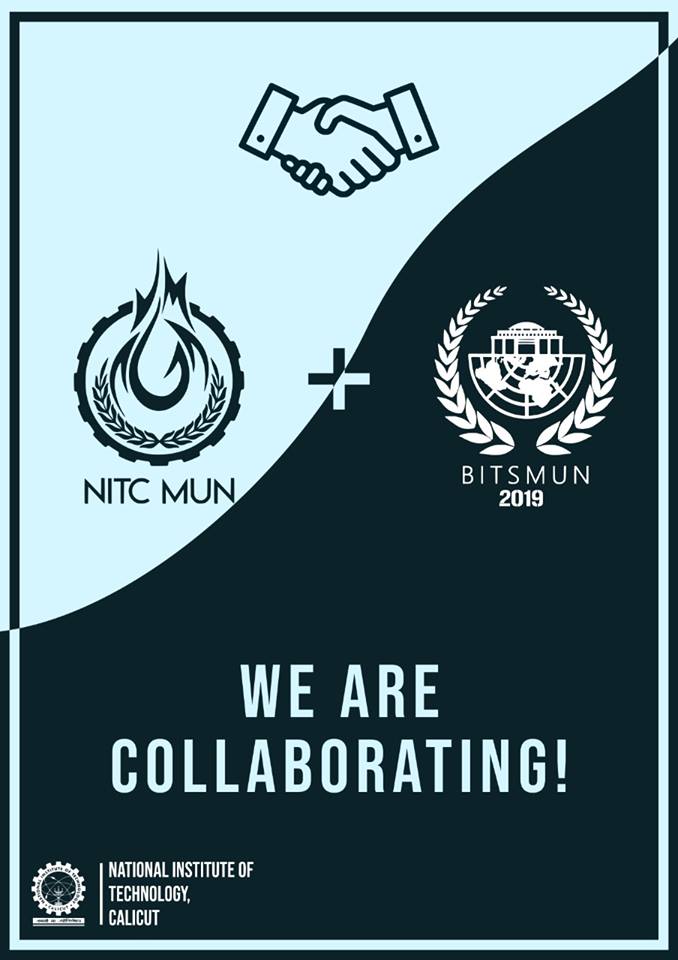 NITC MUN
BITSMUN
2019
WE ARE
COLLABORATING!
NATIONAL INSTITUTE OF
TECHNOLOGY,
CALICUT